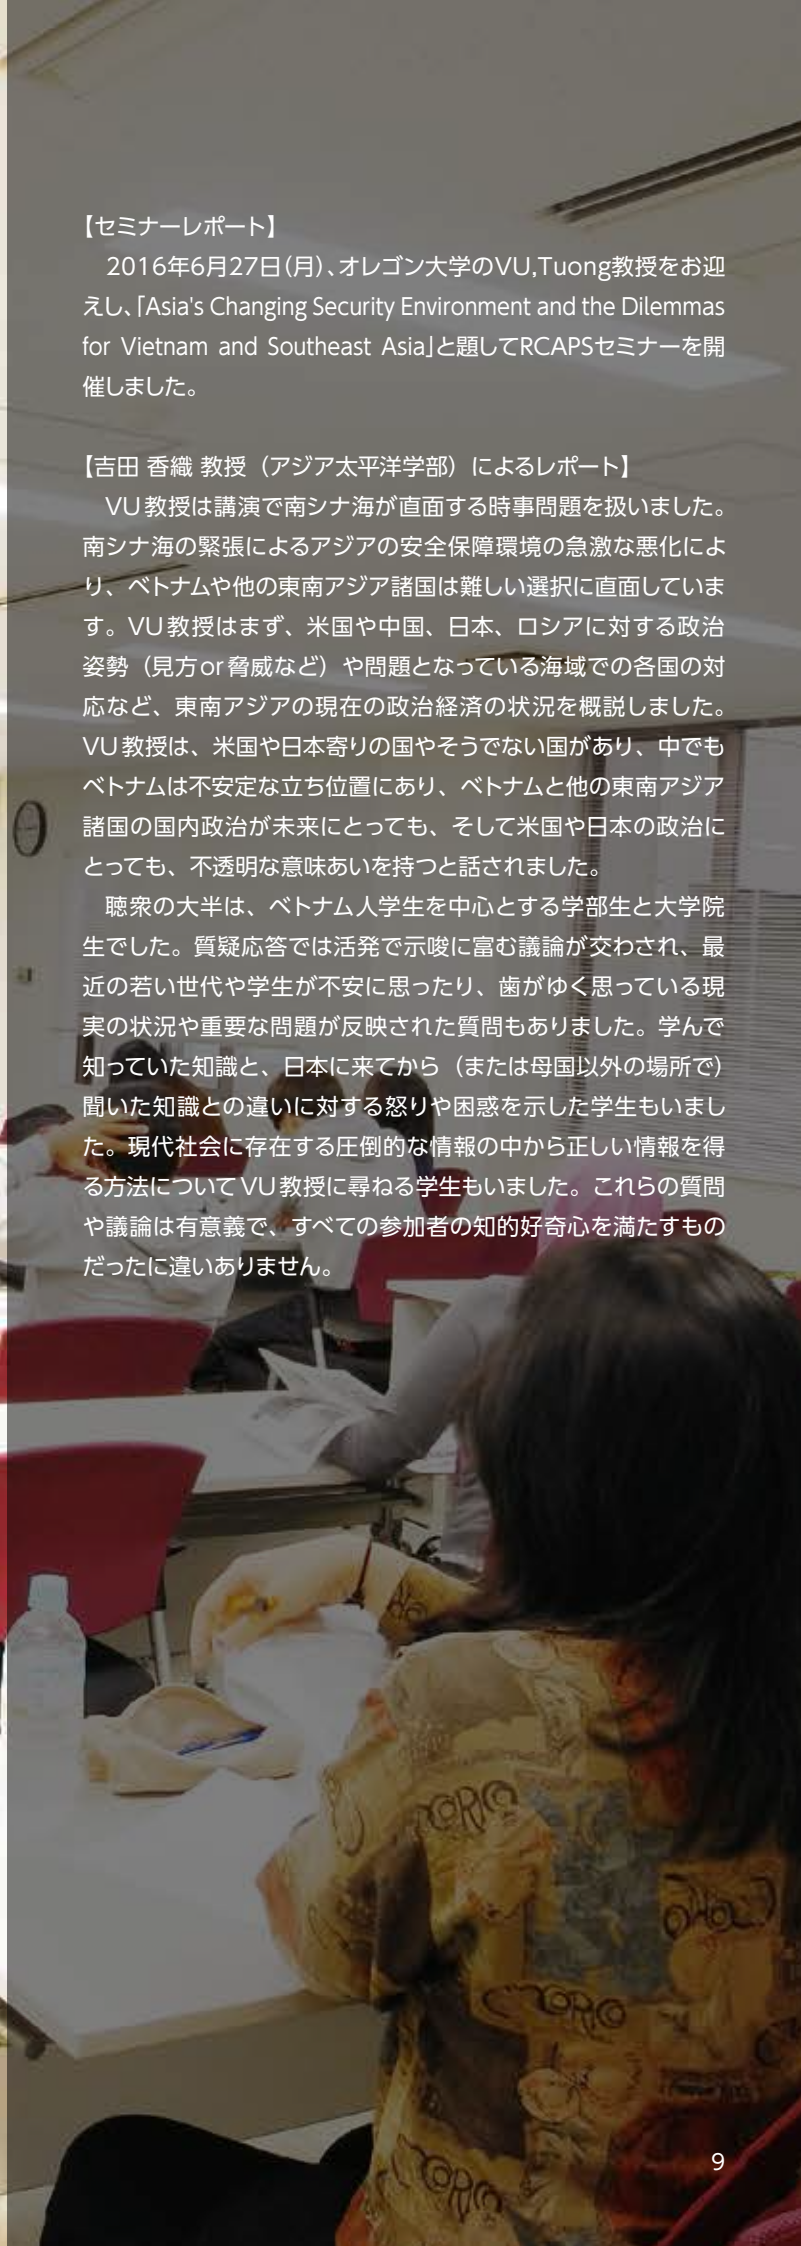 【セミナーレポート】
2016年6月27日（月）、オレゴン大学のVU,Tuong教授をお迎
えし、「Asia's Changing Security Environment and the Dilemmas
for Vietnam and Southeast Asia」と題してRCAPSセミナーを開
催しました。
【吉田 香織 教授（アジア太平洋学部）によるレポート】
VU教授は講演で南シナ海が直面する時事問題を扱いました。
南シナ海の緊張によるアジアの安全保障環境の急激な悪化によ
り、ベトナムや他の東南アジア諸国は難しい選択に直面していま
す。VU教授はまず、米国や中国、日本、ロシアに対する政治
姿勢（見方or脅威など）や問題となっている海域での各国の対
応など、東南アジアの現在の政治経済の状況を概説しました。
VU教授は、米国や日本寄りの国やそうでない国があり、中でも
ベトナムは不安定な立ち位置にあり、ベトナムと他の東南アジア
諸国の国内政治が未来にとっても、そして米国や日本の政治に
とっても、不透明な意味あいを持つと話されました。
聴衆の大半は、ベトナム人学生を中心とする学部生と大学院
生でした。質疑応答では活発で示唆に富む議論が交わされ、最
近の若い世代や学生が不安に思ったり、歯がゆく思っている現
実の状況や重要な問題が反映された質問もありました。学んで
知っていた知識と、日本に来てから（または母国以外の場所で）
聞いた知識との違いに対する怒りや困惑を示した学生もいまし
た。現代社会に存在する圧倒的な情報の中から正しい情報を得
る方法についてVU教授に尋ねる学生もいました。これらの質問
や議論は有意義で、すべての参加者の知的好奇心を満たすもの
だったに違いありません。
9